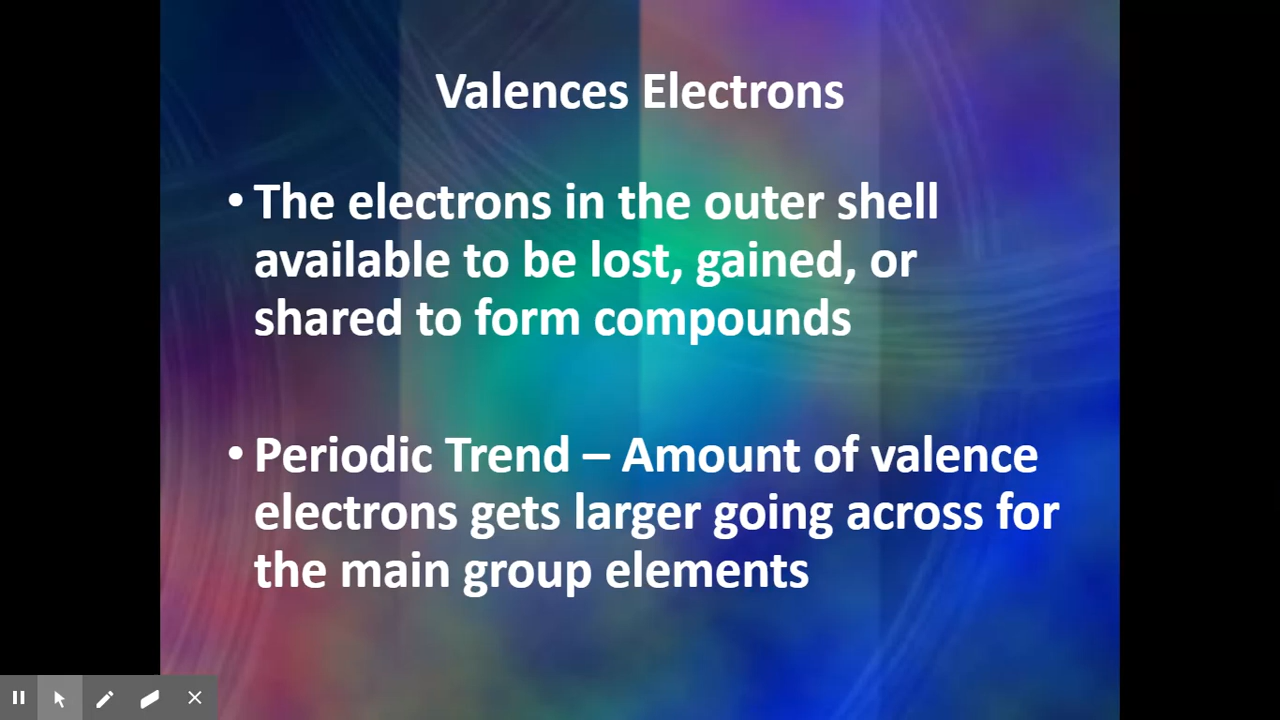 Valences Electrons
• The electrons in the outer shell
available to be lost, gained, or
shared to form compounds
• Periodic Trend – Amount of valence
electrons gets larger going across for
the main group elements